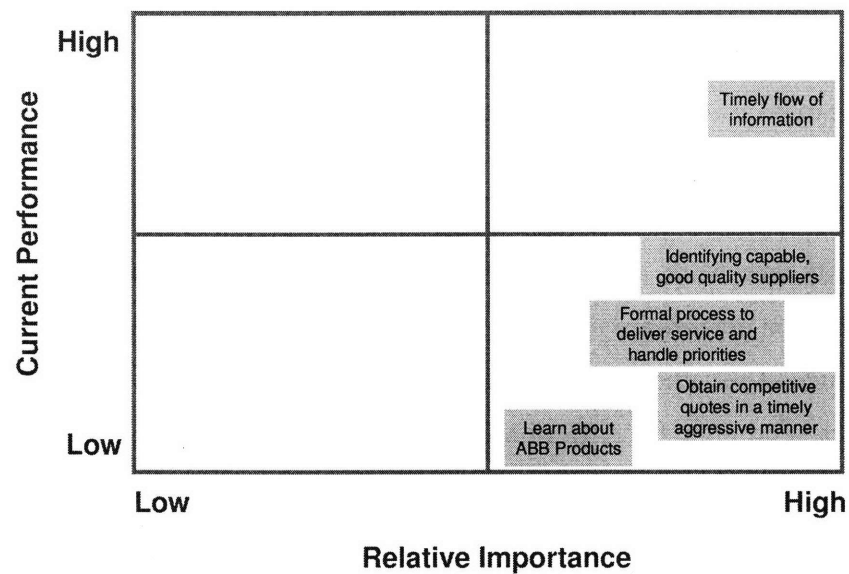 High
Current Performance
Timely flow of
information
Identifying capable,
good quality suppliers
Formal process to
deliver service and
handle priorities
Obtain competitive
quotes in a timely
aggressive manner
Learn about
ABB Products
Low
Low
High
Relative Importance